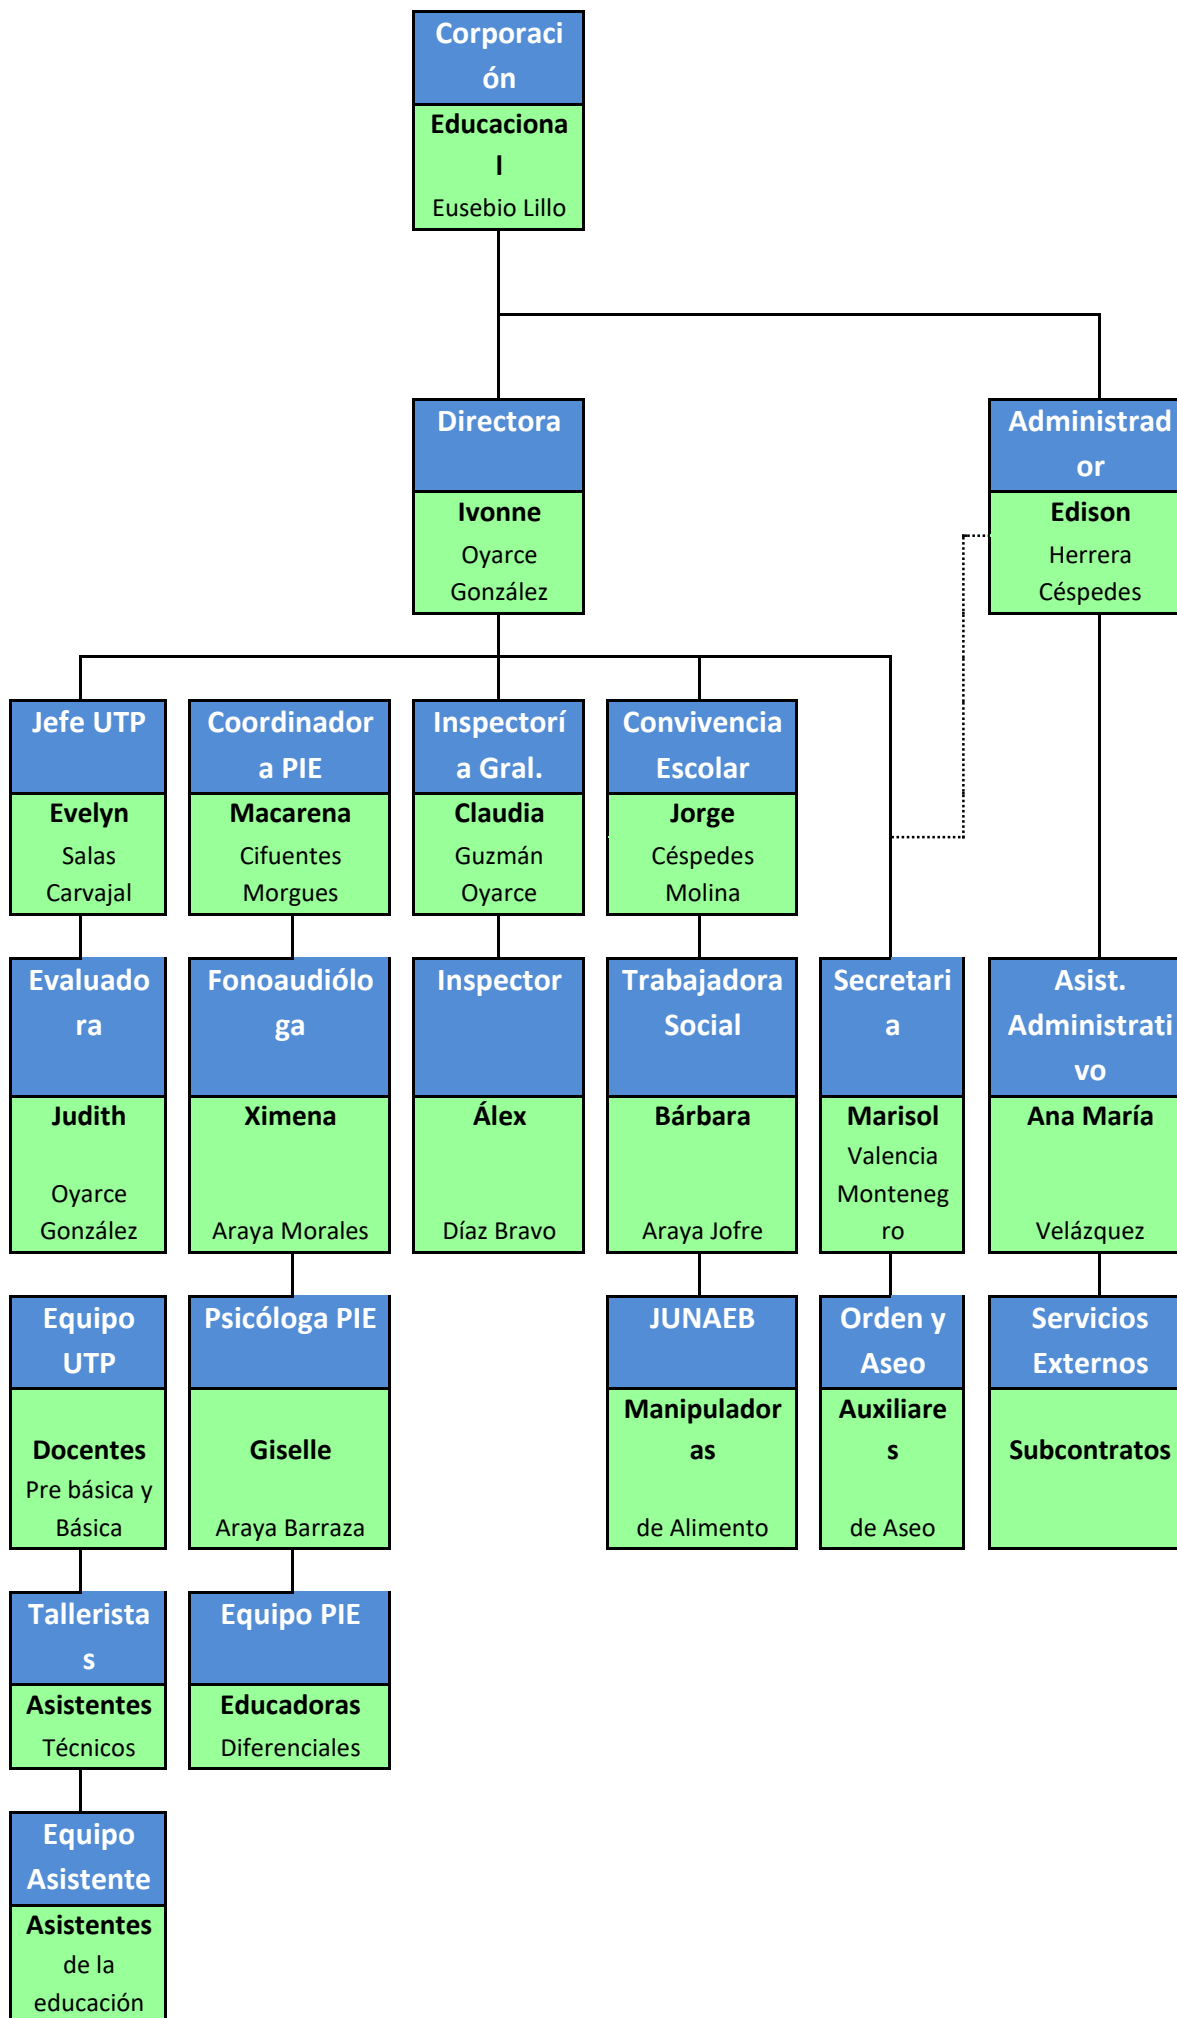 Corporaci
ón
Educaciona
l
Eusebio Lillo
Directora
Ivonne
Oyarce
González
Administrad
or
Edison
Herrera
Céspedes
Jefe UTP
Evelyn
Salas
Carvajal
Coordinador
a PIE
Macarena
Cifuentes
Morgues
Inspectorí
a Gral.
Claudia
Guzmán
Oyarce
Convivencia
Escolar
Jorge
Céspedes
Molina
Evaluado
ra
Judith
Oyarce
González
Fonoaudiólo
ga
Ximena
Araya Morales
Inspector
Álex
Díaz Bravo
Trabajadora
Social
Bárbara
Araya Jofre
Secretari
a
Marisol
Valencia
Monteneg
ro
Asist.
Administrati
vo
Ana María
Velázquez
Equipo
UTP
Docentes
Pre básica y
Básica
Psicóloga PIE
Giselle
Araya Barraza
JUNAEB
Manipulador
as
de Alimento
Orden y
Aseo
Auxiliare
s
de Aseo
Servicios
Externos
Subcontratos
Tallerista
s
Asistentes
Técnicos
Equipo PIE
Educadoras
Diferenciales
Equipo
Asistente
Asistentes
de la
educación